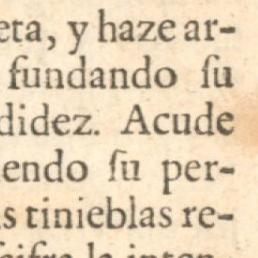 eta, y haze ar-
fundando ſu
didez. Acude
endo ſu per-
s tinieblas re-